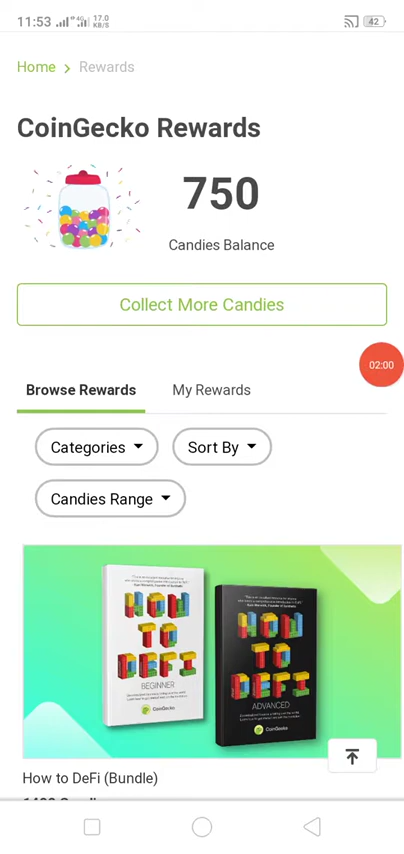 11:53 4G 17.0 KB/S 42
Home > Rewards
CoinGecko Rewards
750
Candies Balance
Collect More Candies
02:00
Browse Rewards My Rewards
Categories Sort By
Candies Range
HOW
TO
DEFI
BEGINNER
CoinGecko
HOW
TO
DEFI
ADVANCED
CoinGecko
How to DeFi (Bundle)